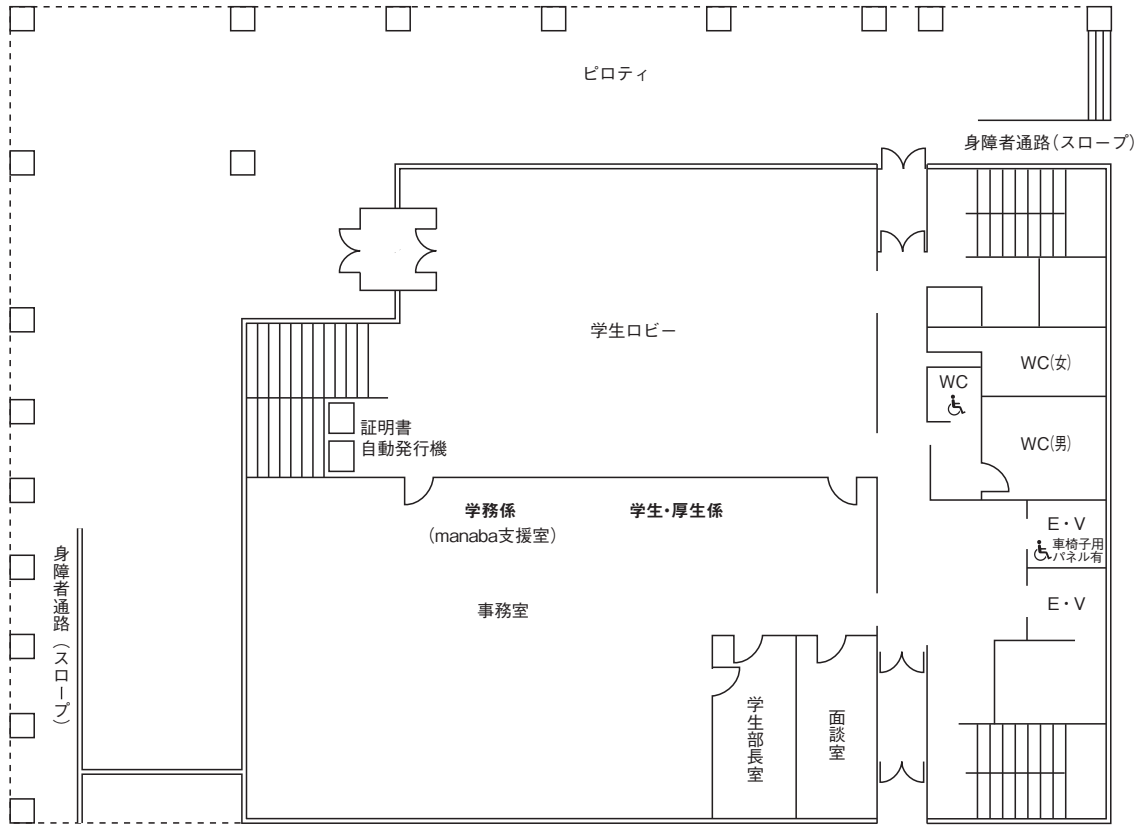 ピロティ
身障者通路(スロープ)
学生ロビー
WC(女)
WC
WC(男)
証明書
自動発行機
学務係
(manaba支援室)
学生・厚生係
E・V
車椅子用
パネル有
E・V
事務室
身障者通路(スロープ)
学生部長室
面談室